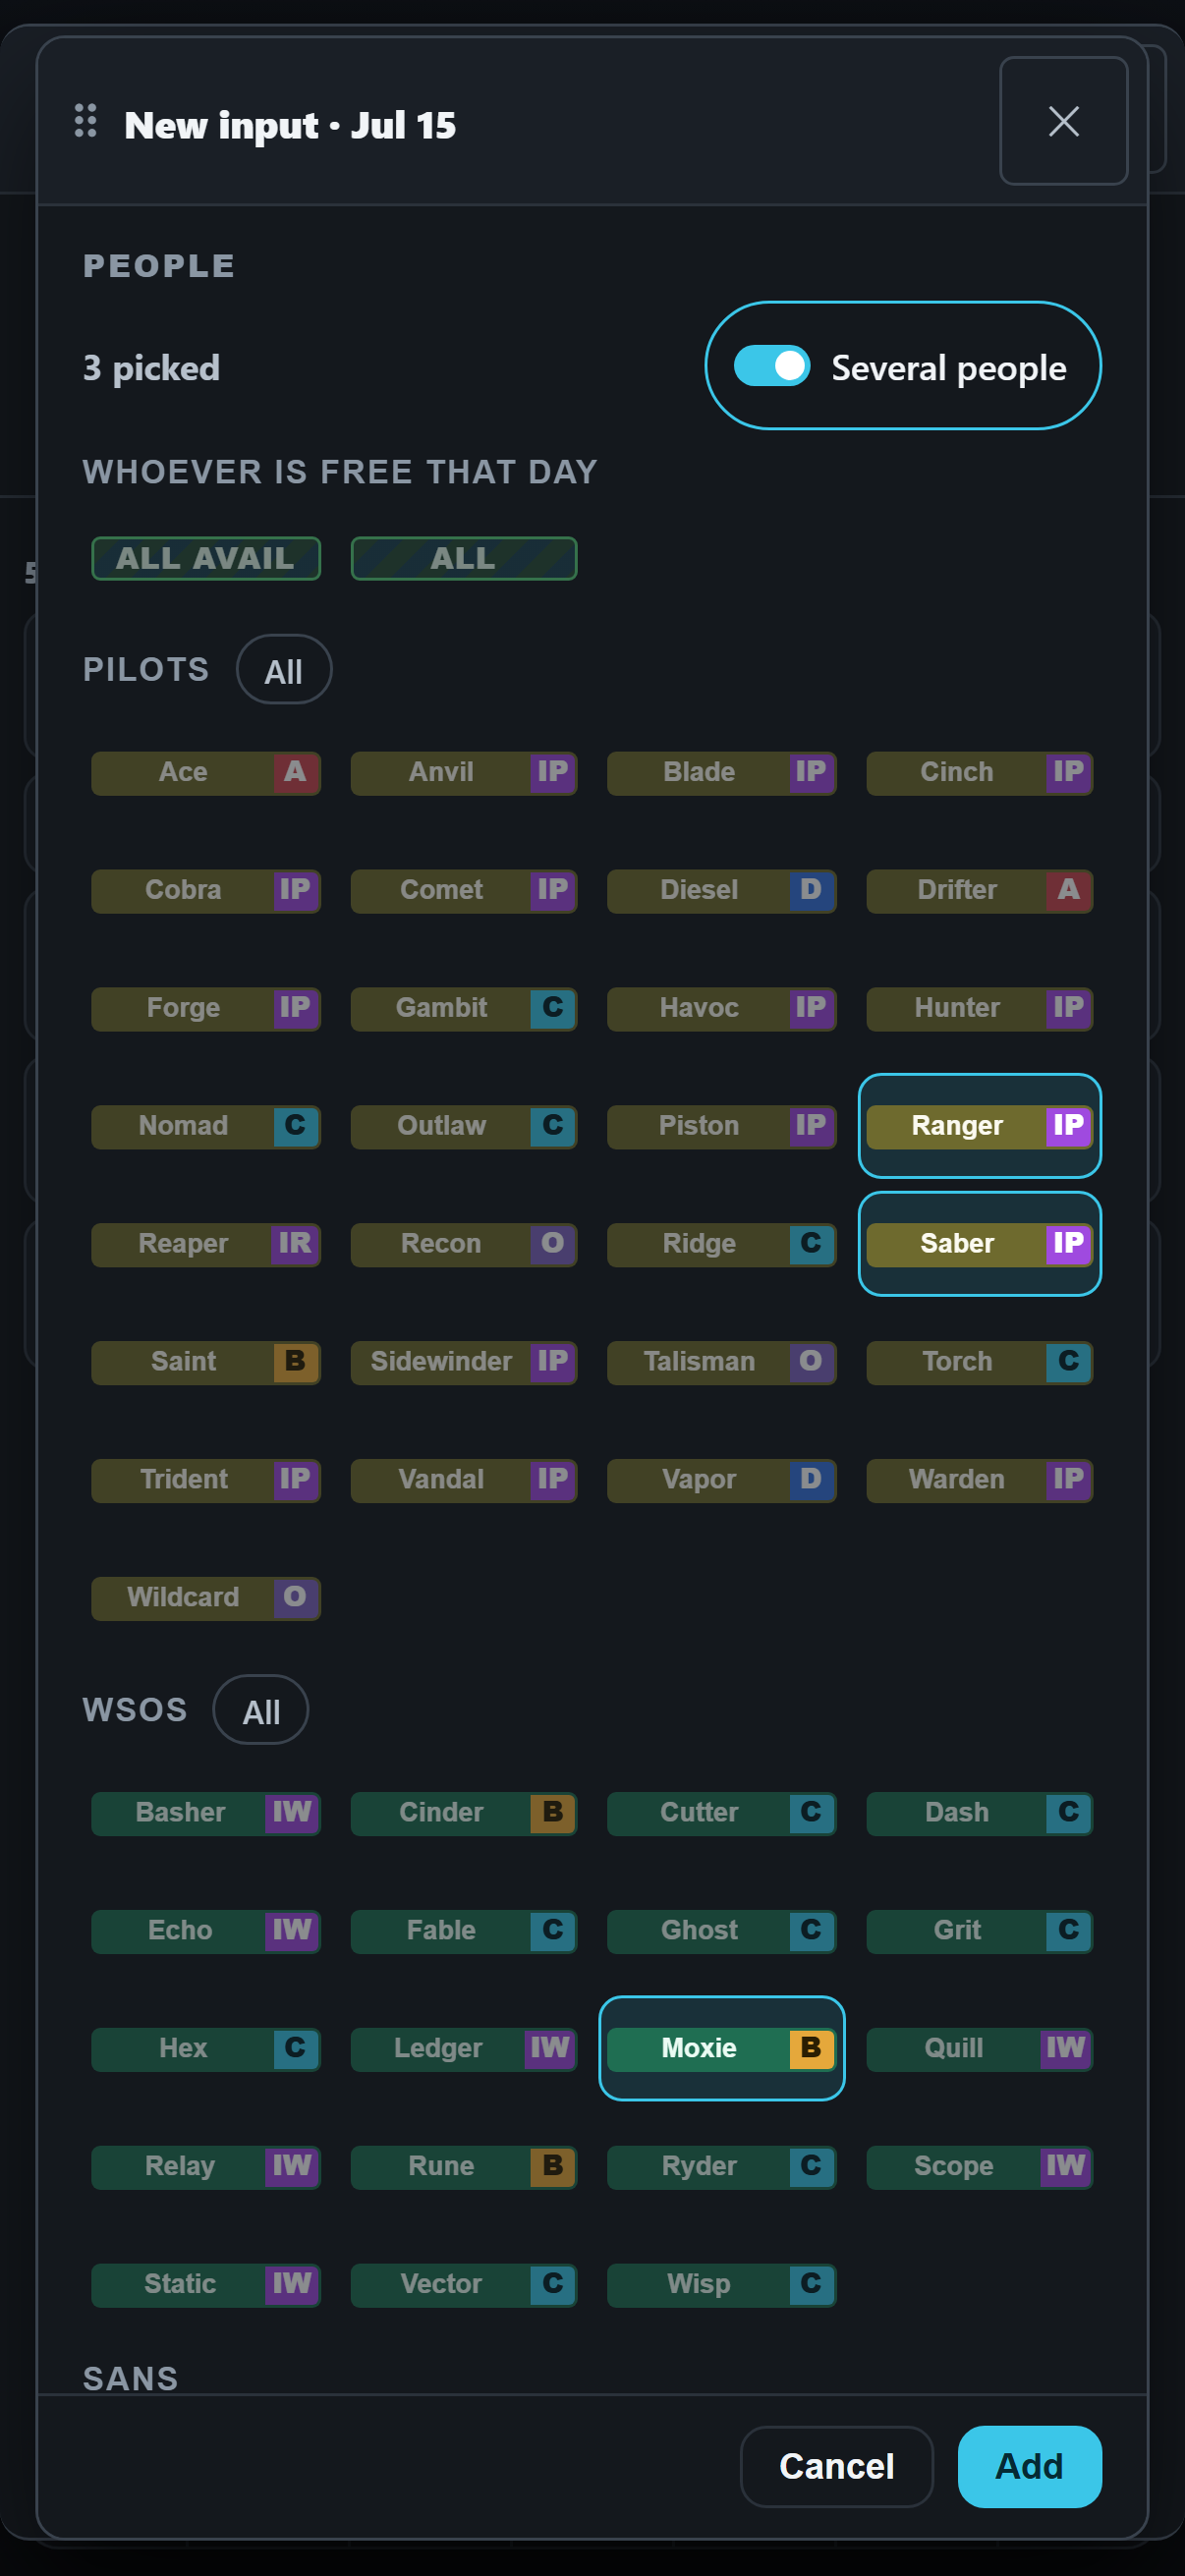 New input · Jul 15
PEOPLE
3 picked Several people
WHOEVER IS FREE THAT DAY
ALL AVAIL ALL
5
PILOTS All
Ace A Anvil IP Blade IP Cinch IP
Cobra IP Comet IP Diesel D Drifter A
Forge IP Gambit C Havoc IP Hunter IP
Nomad C Outlaw C Piston IP Ranger IP
Reaper IR Recon O Ridge C Saber IP
Saint B Sidewinder IP Talisman O Torch C
Trident IP Vandal IP Vapor D Warden IP
Wildcard O
WSOS All
Basher IW Cinder B Cutter C Dash C
Echo IW Fable C Ghost C Grit C
Hex C Ledger IW Moxie B Quill IW
Relay IW Rune B Ryder C Scope IW
Static IW Vector C Wisp C
SANS
Cancel Add